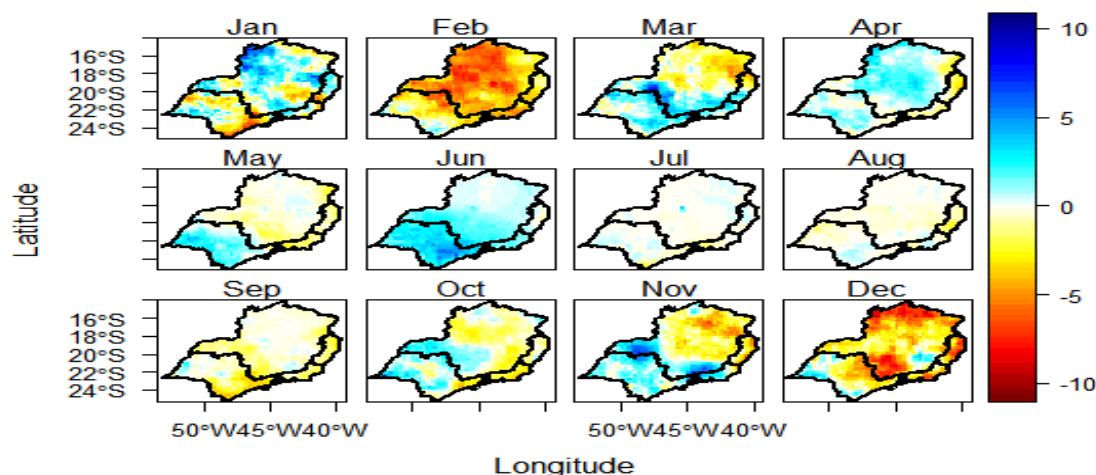 Jan Feb Mar Apr
16°S
18°S
20°S
22°S
24°S
May Jun Jul Aug
Latitude
Sep Oct Nov Dec
16°S
18°S
20°S
22°S
24°S
50°W45°W40°W 50°W45°W40°W
Longitude
10
5
0
-5
-10